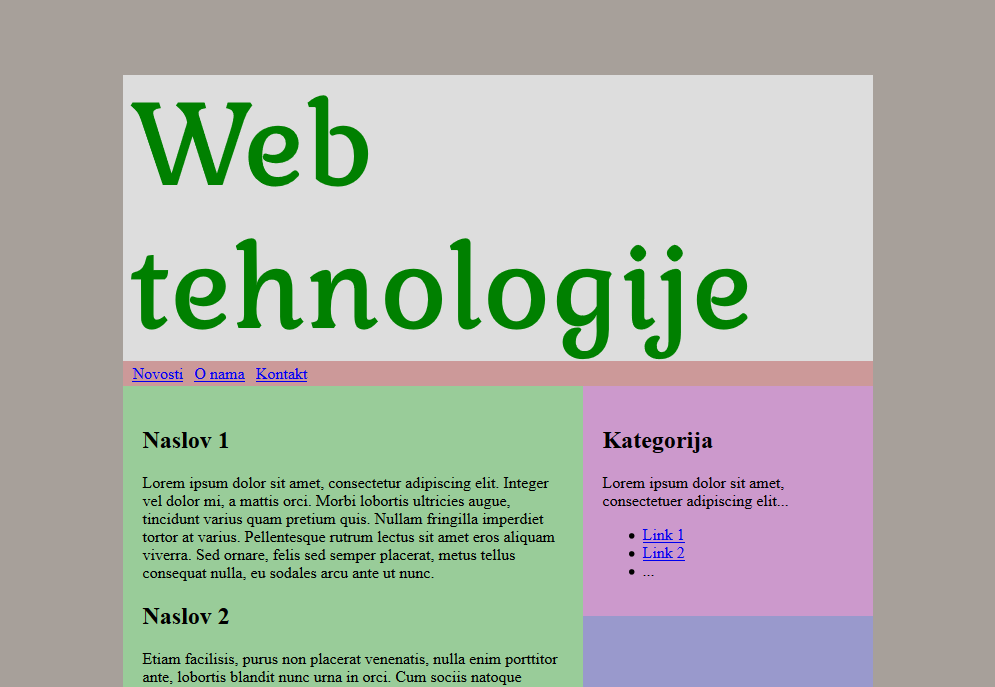 Web
tehnologije
Novosti O nama Kontakt
Naslov 1
Lorem ipsum dolor sit amet, consectetur adipiscing elit. Integer
vel dolor mi, a mattis orci. Morbi lobortis ultricies augue,
tincidunt varius quam pretium quis. Nullam fringilla imperdiet
tortor at varius. Pellentesque rutrum lectus sit amet eros aliquam
viverra. Sed ornare, felis sed semper placerat, metus tellus
consequat nulla, eu sodales arcu ante ut nunc.
Naslov 2
Etiam facilisis, purus non placerat venenatis, nulla enim porttitor
ante, lobortis blandit nunc urna in orci. Cum sociis natoque
Kategorija
Lorem ipsum dolor sit amet,
consectetuer adipiscing elit...
Link 1
Link 2
...